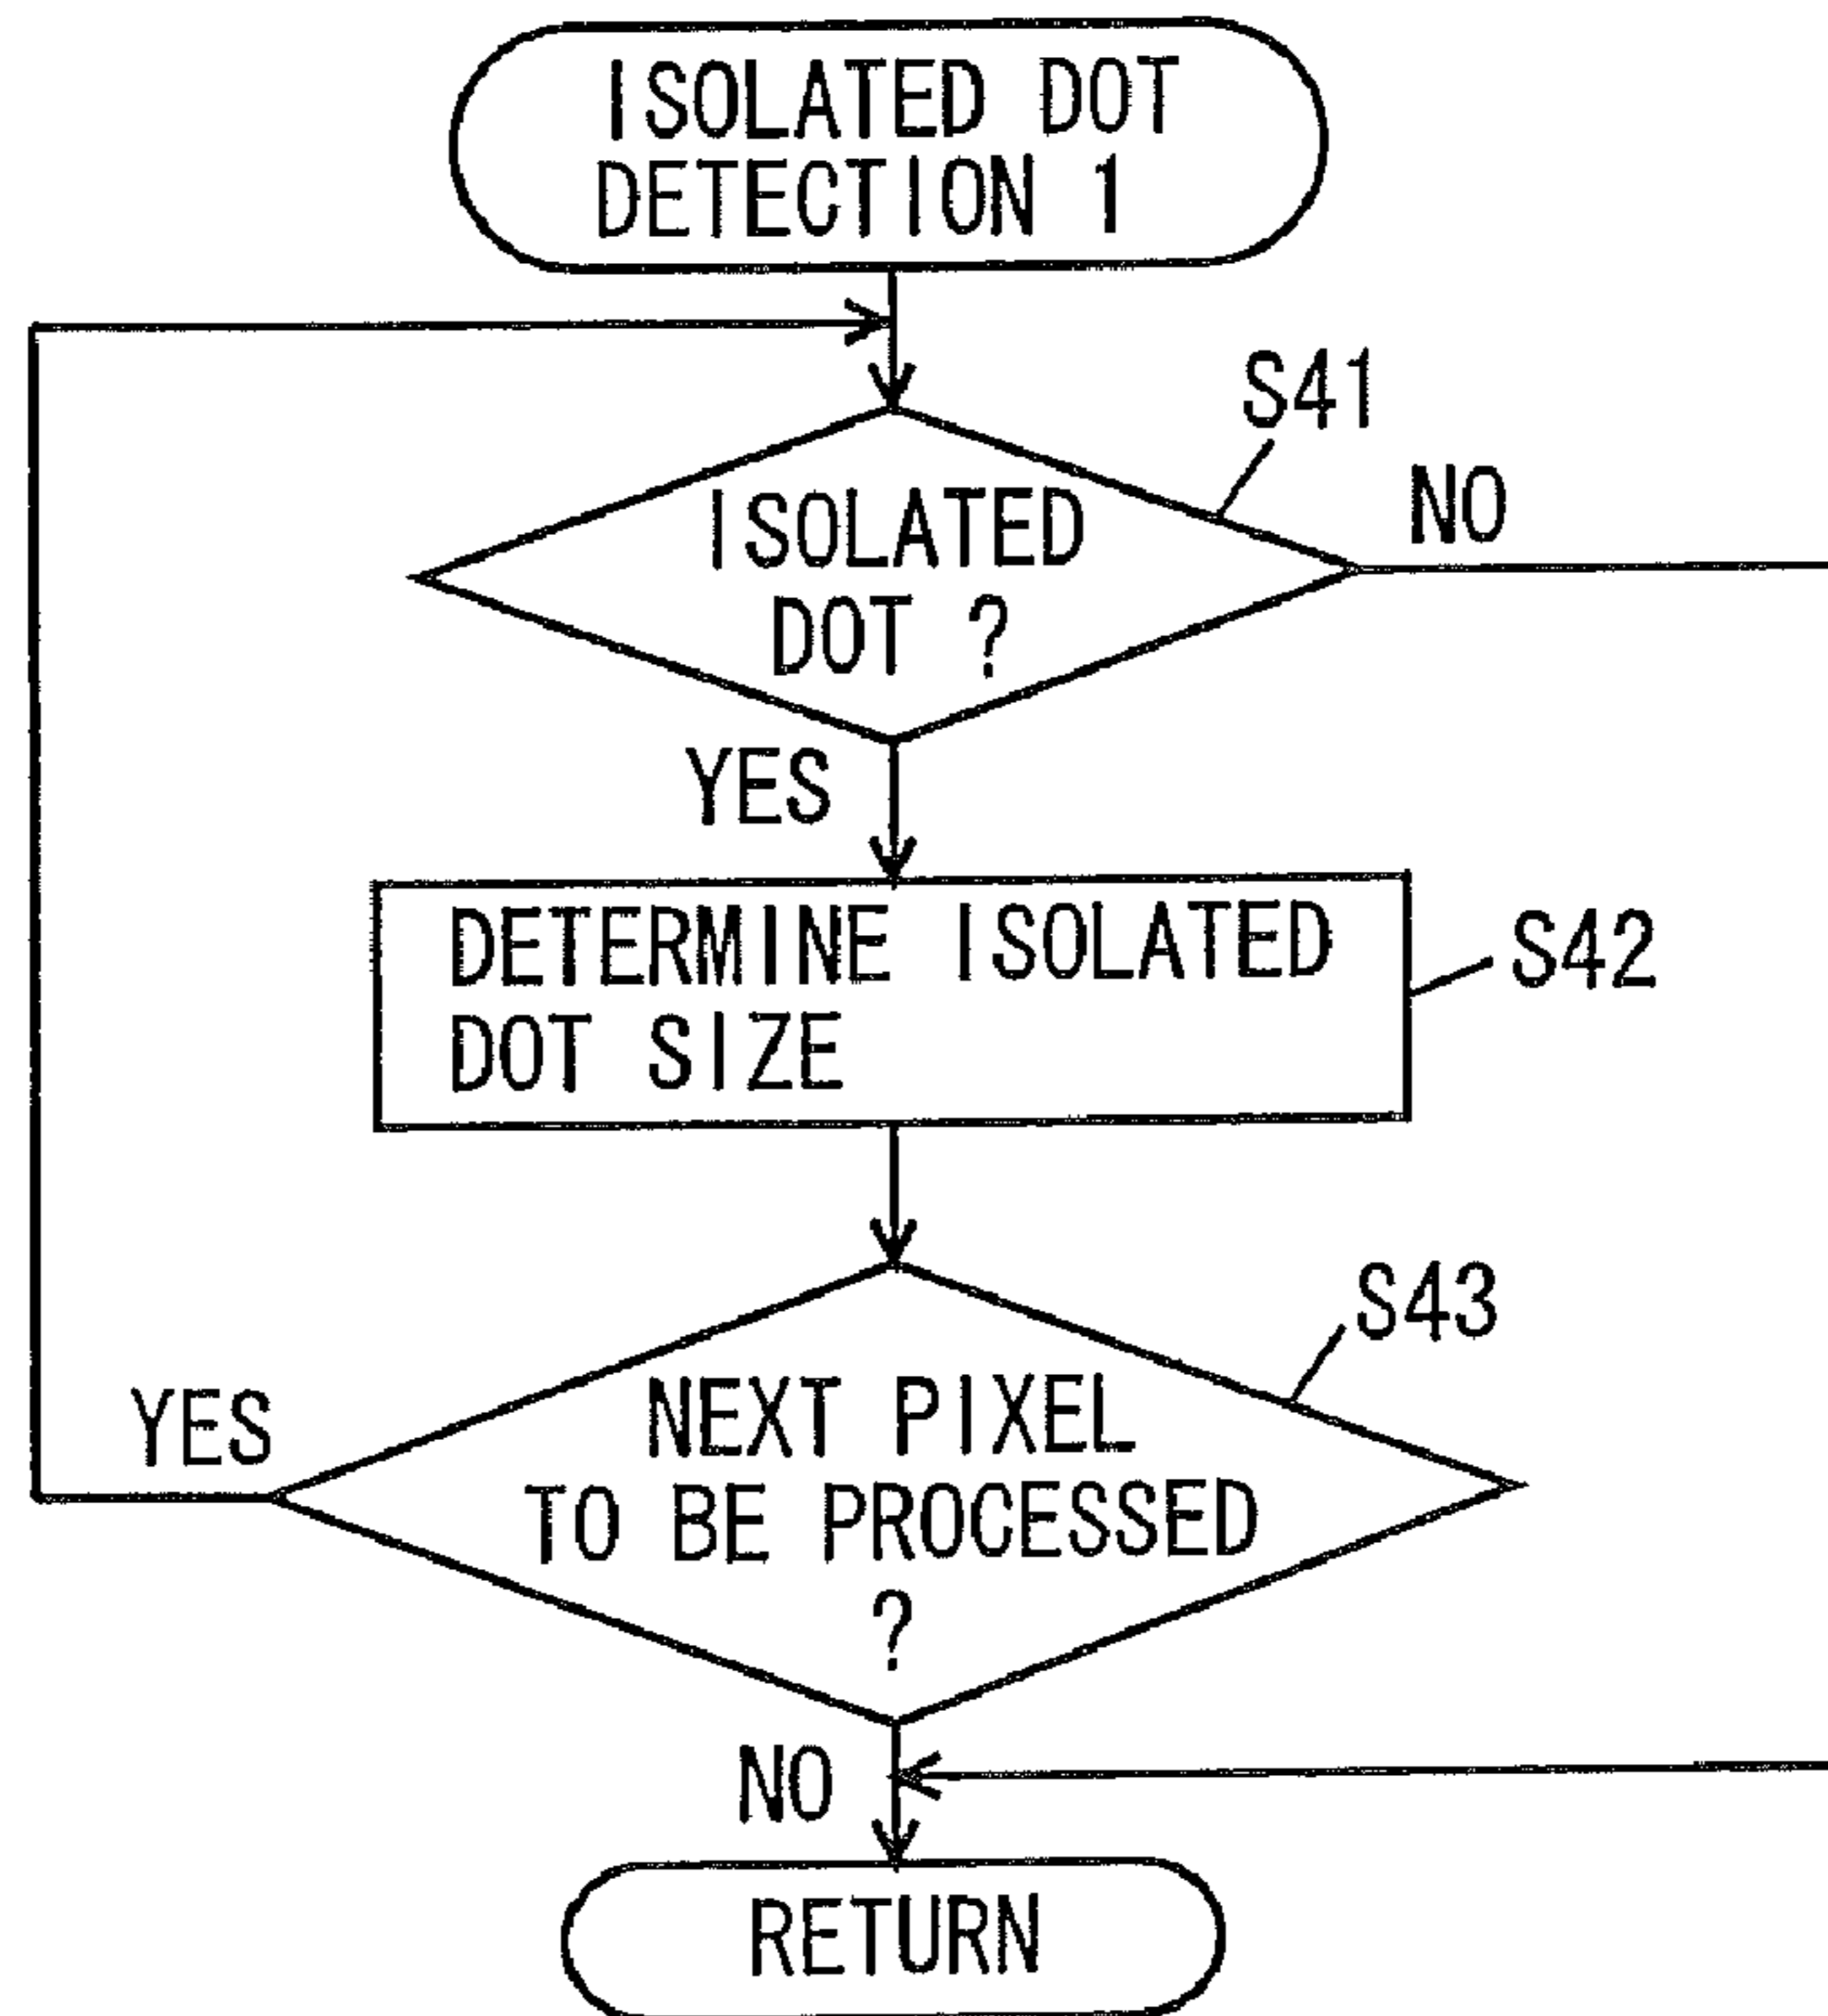 ISOLATED DOT
DETECTION 1
S41
NO
ISOLATED
DOT ?
YES
DETERMINE ISOLATED
DOT SIZE
S42
S43
YES
NEXT PIXEL
TO BE PROCESSED
?
NO
RETURN